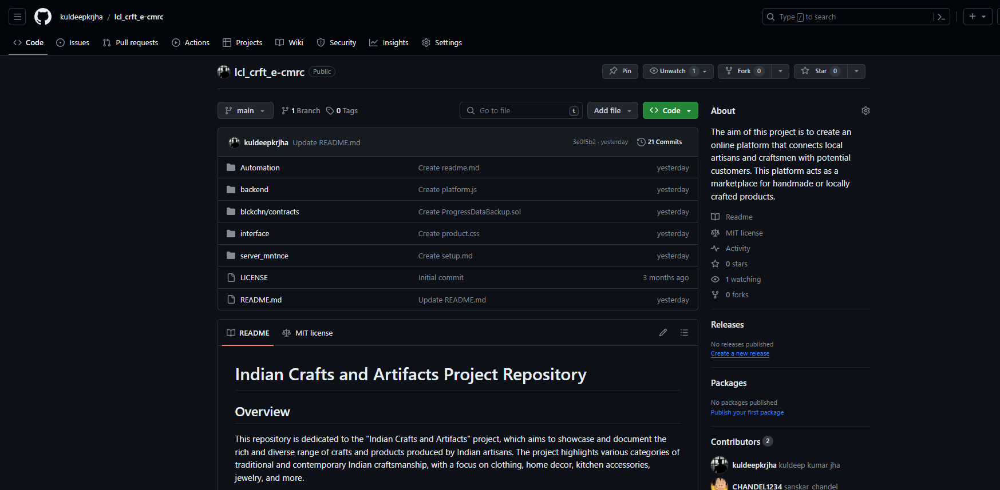 kuldeepkrjha / lcl_crft_e-cmrc
Type / to search
Code Issues Pull requests Actions Projects Wiki Security Insights Settings
lcl_crft_e-cmrc Public
Pin Unwatch 1 Fork 0 Star 0
main 1 Branch 0 Tags
Go to file t Add file Code
kuldeepkrjha Update README.md 3e0f5b2 · yesterday 21 Commits
Automation Create readme.md yesterday
backend Create platform.js yesterday
blckchn/contracts Create ProgressDataBackup.sol yesterday
interface Create product.css yesterday
server_mntnce Create setup.md yesterday
LICENSE Initial commit 3 months ago
README.md Update README.md yesterday
README MIT license
Indian Crafts and Artifacts Project Repository
Overview
This repository is dedicated to the "Indian Crafts and Artifacts" project, which aims to showcase and document the
rich and diverse range of crafts and products produced by Indian artisans. The project highlights various categories of
traditional and contemporary Indian craftsmanship, with a focus on clothing, home decor, kitchen accessories,
jewelry, and more.
About
The aim of this project is to create an
online platform that connects local
artisans and craftsmen with potential
customers. This platform acts as a
marketplace for handmade or locally
crafted products.
Readme
MIT license
Activity
0 stars
1 watching
0 forks
Releases
No releases published
Create a new release
Packages
No packages published
Publish your first package
Contributors 2
kuldeepkrjha kuldeep kumar jha
CHANDEL1234 sanskar_chandel